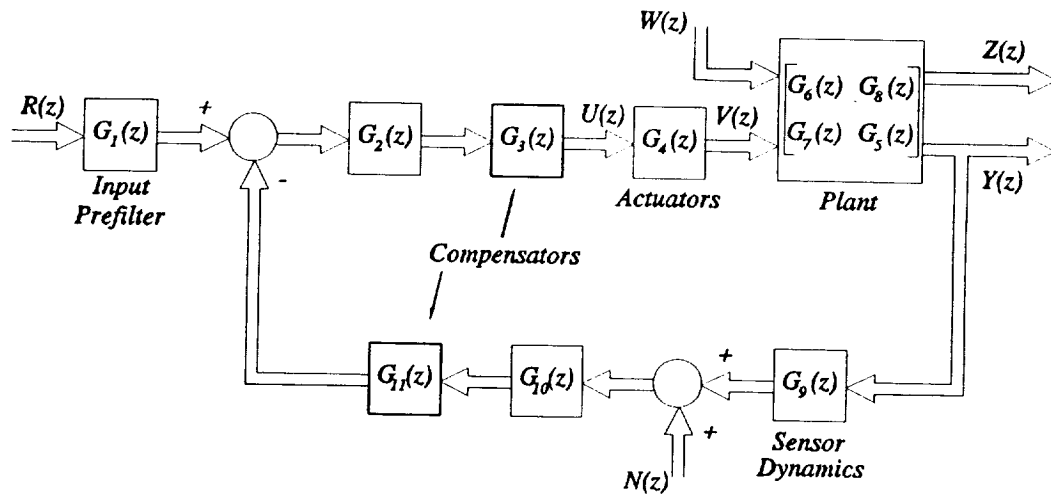 W(z)
Z(z)
R(z)
+
G1(z)
G2(z)
G3(z)
U(z)
G4(z)
V(z)
G6(z) G8(z)
G7(z) G5(z)
Y(z)
-
Input
Prefilter
Actuators
Plant
Compensators
G11(z)
G10(z)
+
G9(z)
+
N(z)
Sensor
Dynamics